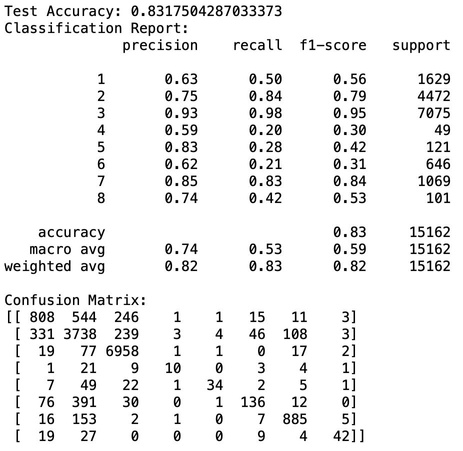 Test Accuracy: 0.8317504287033373
Classification Report:
precision recall f1-score support
1 0.63 0.50 0.56 1629
2 0.75 0.84 0.79 4472
3 0.93 0.98 0.95 7075
4 0.59 0.20 0.30 49
5 0.83 0.28 0.42 121
6 0.62 0.21 0.31 646
7 0.85 0.83 0.84 1069
8 0.74 0.42 0.53 101
accuracy 0.83 15162
macro avg 0.74 0.53 0.59 15162
weighted avg 0.82 0.83 0.82 15162
Confusion Matrix:
[[ 808 544 246 1 1 15 11 3]
[ 331 3738 239 3 4 46 108 3]
[ 19 77 6958 1 1 0 17 2]
[ 1 21 9 10 0 3 4 1]
[ 7 49 22 1 34 2 5 1]
[ 76 391 30 0 1 136 12 0]
[ 16 153 2 1 0 7 885 5]
[ 19 27 0 0 0 9 4 42]]